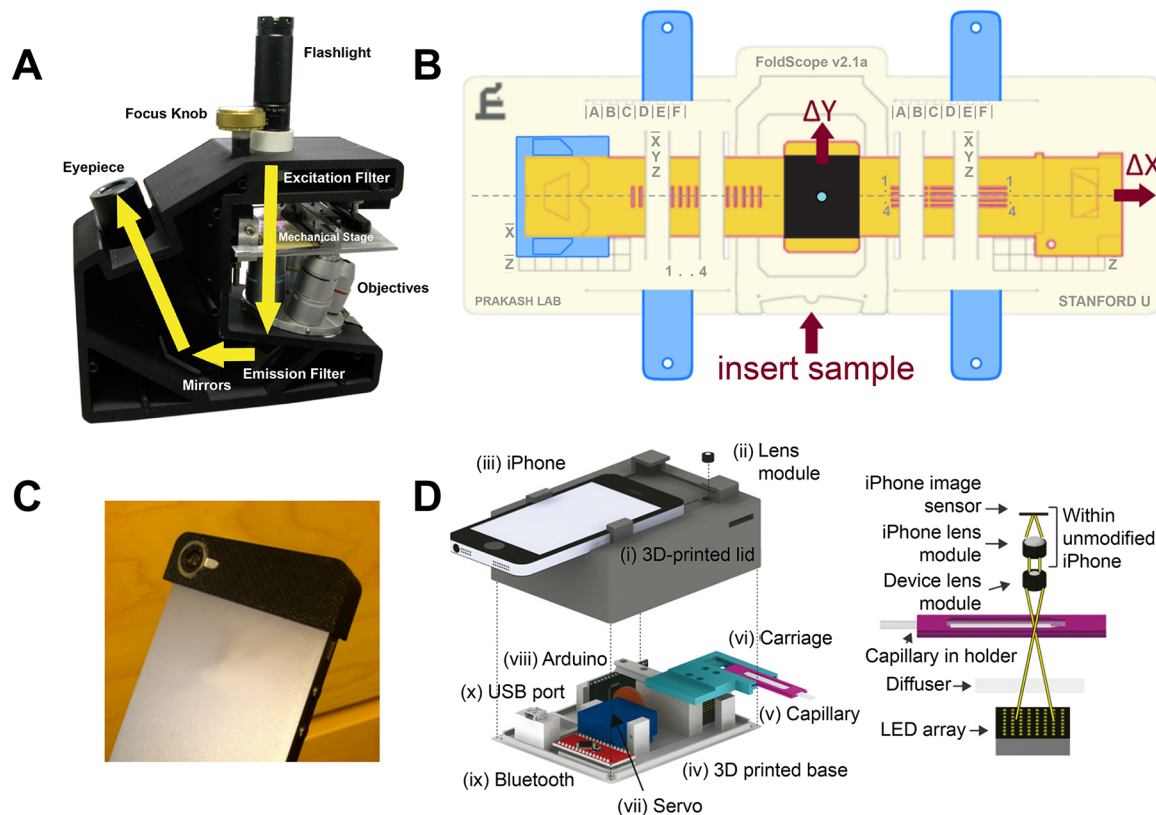 A
Flashlight
Focus Knob
Eyepiece
Excitation FIlter
Mechanical Stage
Objectives
Emission Filter
Mirrors
B
FoldScope v2.1a
A B C D E F
A B C D E F
ΔY
X Y Z
X Y Z
ΔX
1 . . 4
1 . . 4
X
Z
1 . . 4
Z
PRAKASH LAB
STANFORD U
insert sample
C
D
(iii) iPhone
(ii) Lens
module
(i) 3D-printed lid
(viii) Arduino
(vi) Carriage
(x) USB port
(v) Capillary
(ix) Bluetooth
(iv) 3D printed base
(vii) Servo
iPhone image
sensor
iPhone lens
module
Within
unmodified
iPhone
Device lens
module
Capillary in holder
Diffuser
LED array